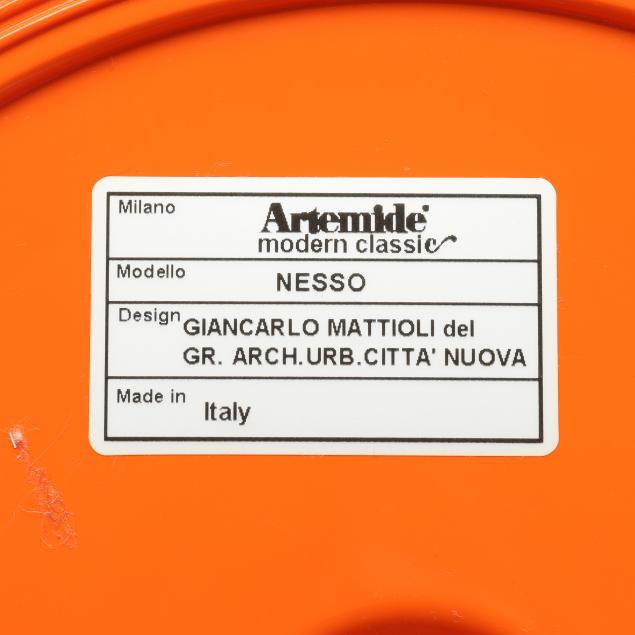 Milano Artemide
modern classic
Modello NESSO
Design GIANCARLO MATTIOLI del
GR. ARCH.URB.CITTA' NUOVA
Made in Italy